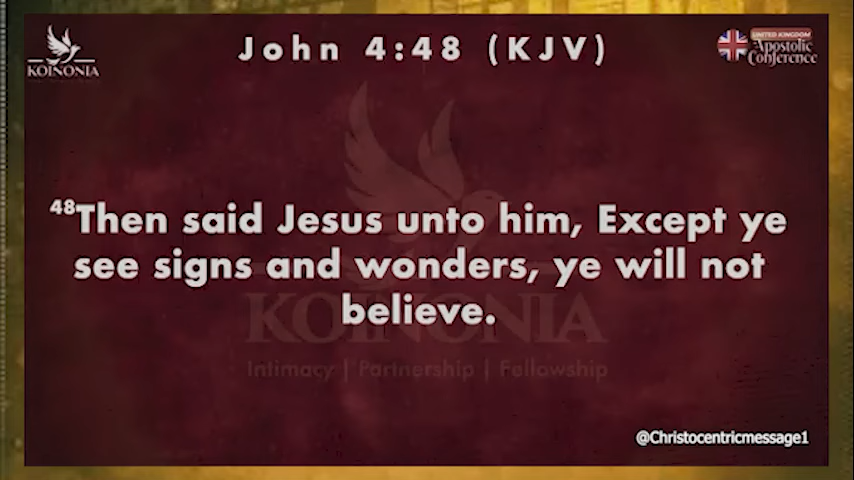 KOINONIA
John 4:48 (KJV)
UNITED KINGDOM
Apostolic
Conference
48Then said Jesus unto him, Except ye
see signs and wonders, ye will not
believe.
KOINONIA
Intimacy | Partnership | Fellowship
@Christocentricmessage1